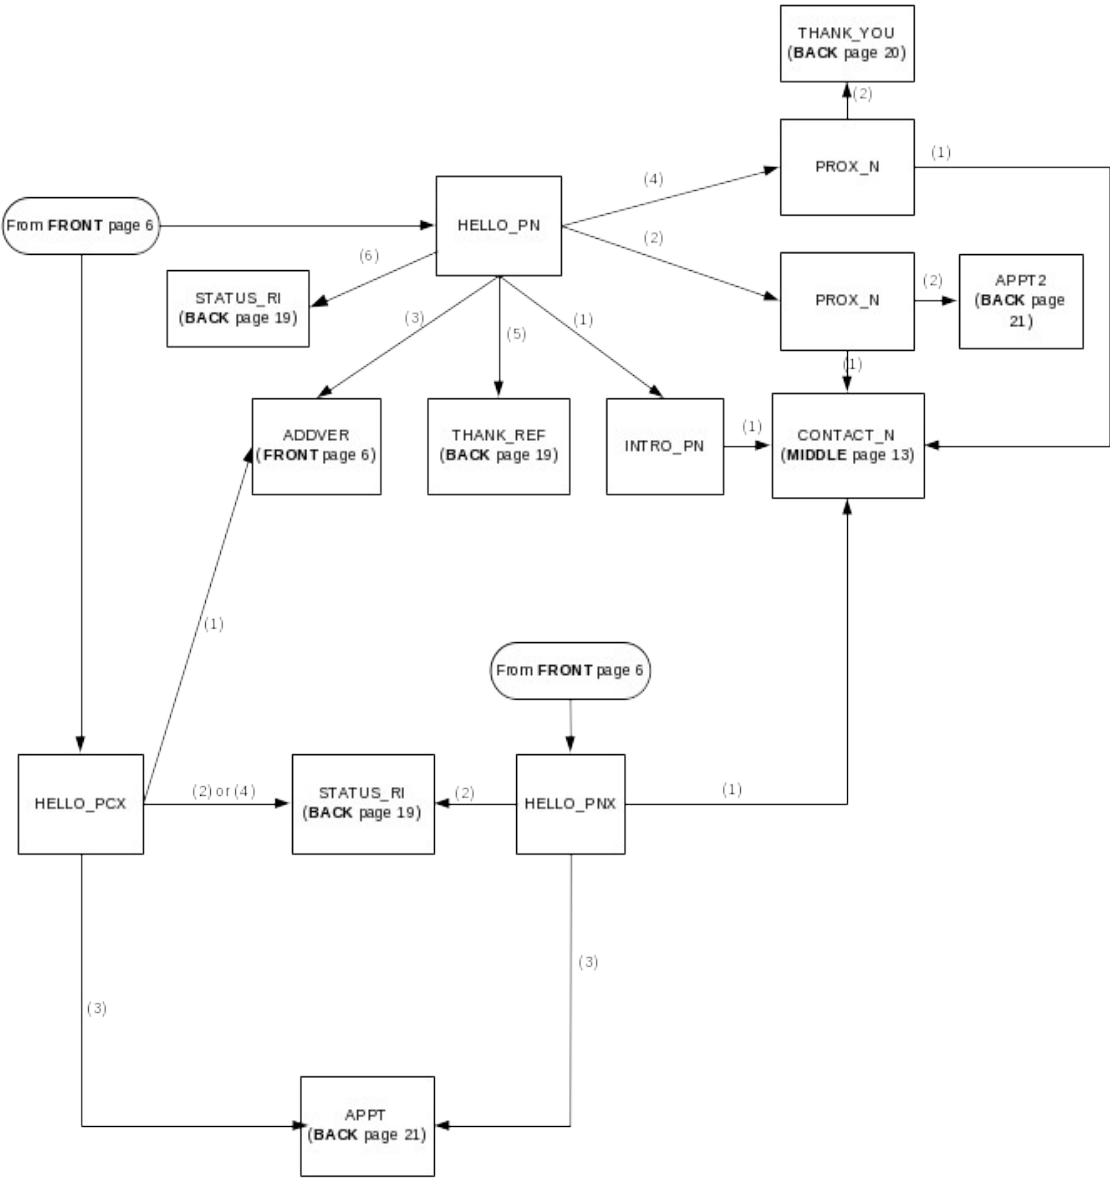 THANK_YOU
(BACK page 20)
(2)
PROX_N
(1)
(4)
HELLO_PN
From FRONT page 6
(2)
(6)
STATUS_RI
(BACK page 19)
PROX_N
(2)
APPT2
(BACK page
21)
(3)
(5)
(1)
(1)
ADDVER
(FRONT page 6)
THANK_REF
(BACK page 19)
INTRO_PN
(1)
CONTACT_N
(MIDDLE page 13)
(1)
From FRONT page 6
HELLO_PCX
(2) or (4)
STATUS_RI
(BACK page 19)
(2)
HELLO_PNX
(1)
(3)
(3)
APPT
(BACK page 21)